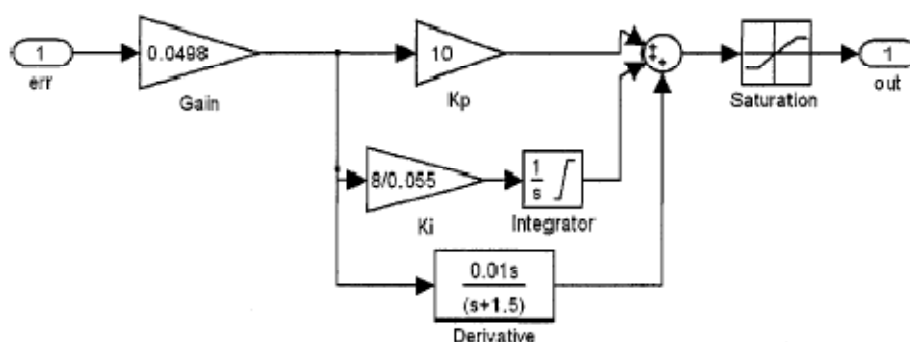 1
err
0.0498
Gain
10
Kp
8/0.055
Ki
1
s
Integrator
0.01s
(s+1.5)
Derivative
+
+
+
Saturation
1
out